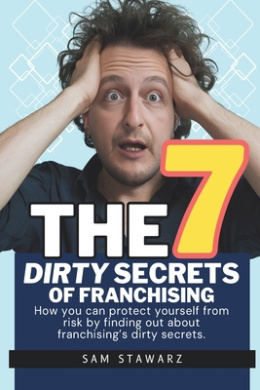 THE 7
DIRTY SECRETS
OF FRANCHISING
How you can protect yourself from
risk by finding out about
franchising's dirty secrets.
SAM STAWARZ